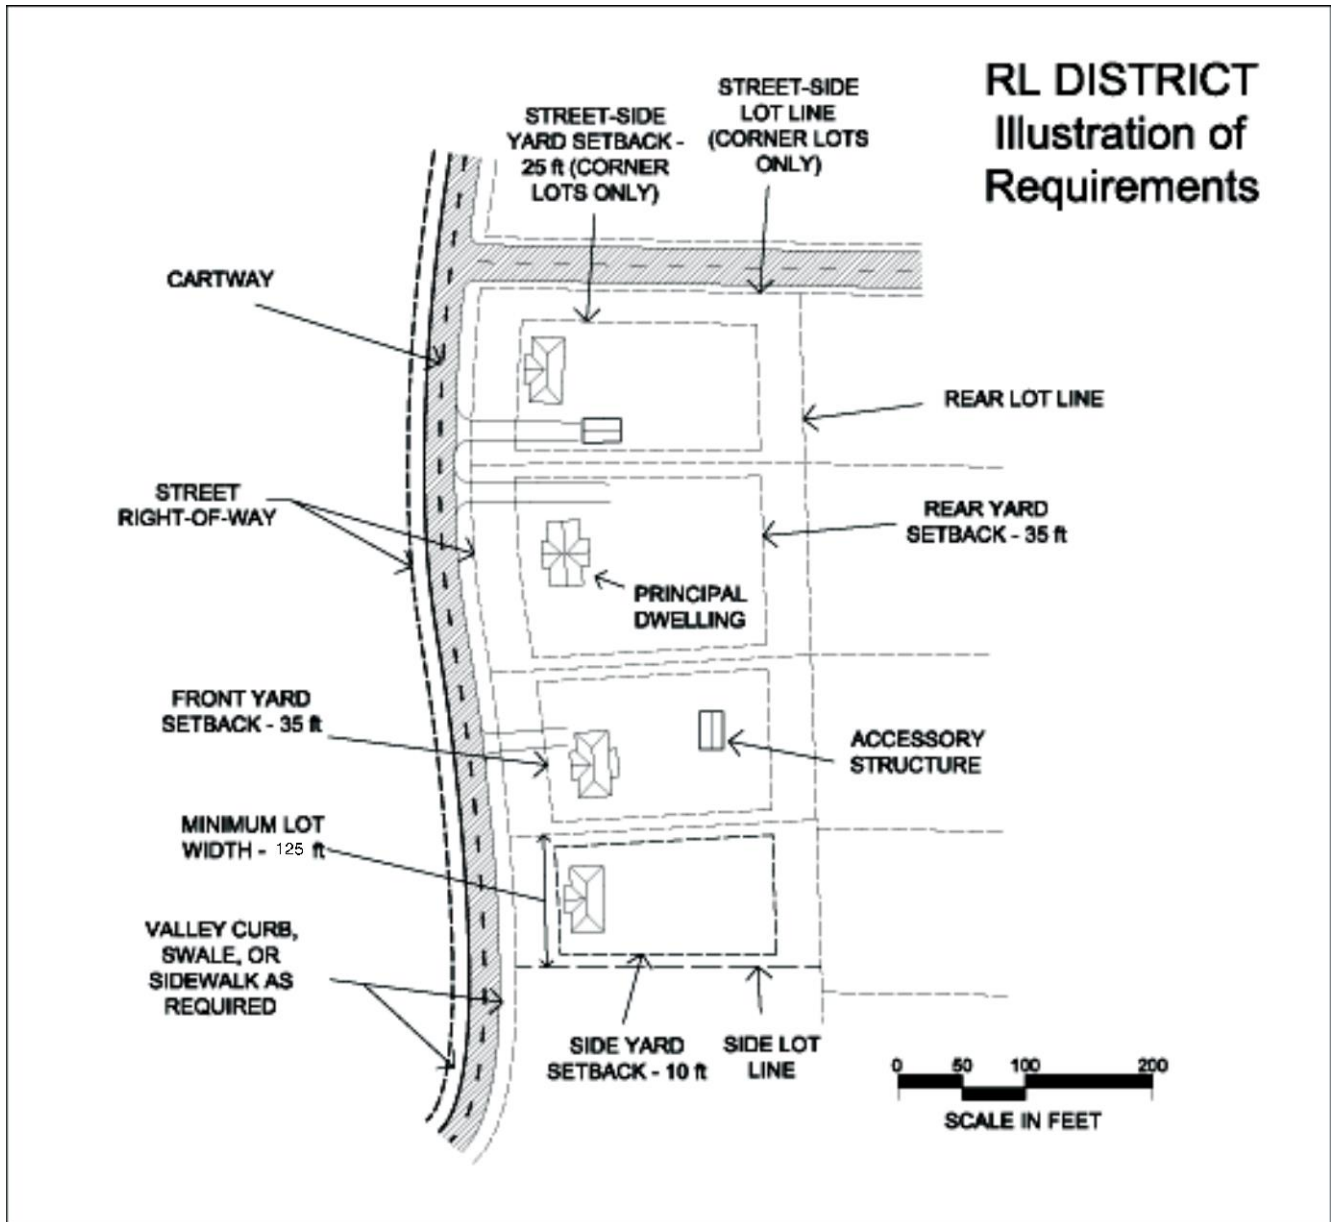 RL DISTRICT
Illustration of
Requirements
STREET-SIDE
LOT LINE
(CORNER LOTS
ONLY)
STREET-SIDE
YARD SETBACK -
25 ft (CORNER
LOTS ONLY)
CARTWAY
REAR LOT LINE
STREET
RIGHT-OF-WAY
REAR YARD
SETBACK - 35 ft
PRINCIPAL
DWELLING
FRONT YARD
SETBACK - 35 ft
ACCESSORY
STRUCTURE
MINIMUM LOT
WIDTH - 125 ft
VALLEY CURB,
SWALE, OR
SIDEWALK AS
REQUIRED
SIDE YARD
SETBACK - 10 ft
SIDE LOT
LINE
0 50 100 200
SCALE IN FEET